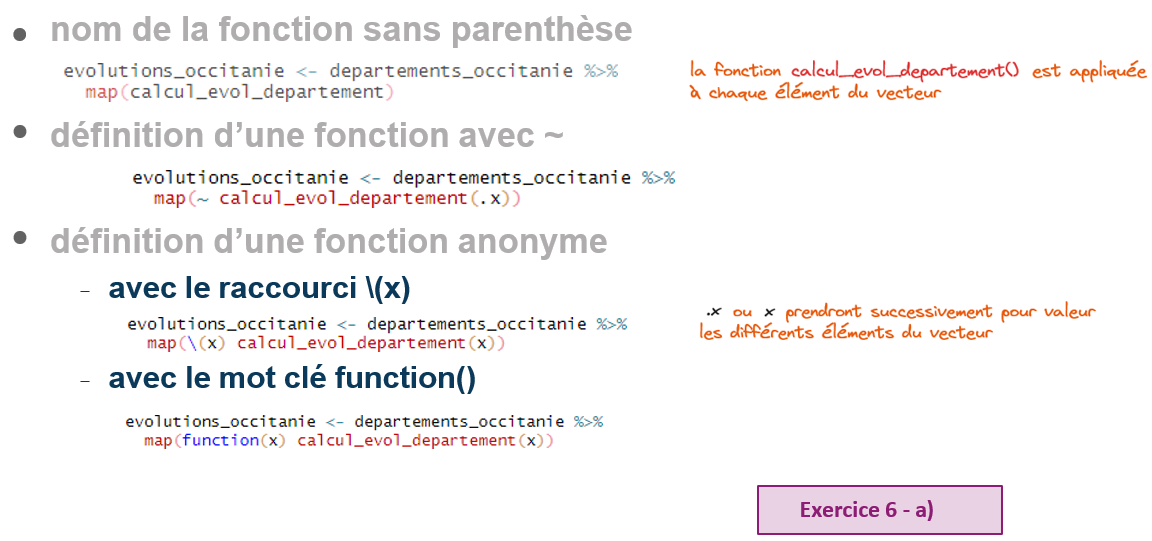 • nom de la fonction sans parenthèse
evolutions_occitanie <- departements_occitanie %>%
map(calcul_evol_departement)
la fonction calcul_evol_departement() est appliquée
à chaque élément du vecteur
• définition d’une fonction avec ~
evolutions_occitanie <- departements_occitanie %>%
map(~ calcul_evol_departement(.x))
• définition d’une fonction anonyme
– avec le raccourci \(x)
evolutions_occitanie <- departements_occitanie %>%
map(\(x) calcul_evol_departement(x))
.x ou x prendront successivement pour valeur
les différents éléments du vecteur
– avec le mot clé function()
evolutions_occitanie <- departements_occitanie %>%
map(function(x) calcul_evol_departement(x))
Exercice 6 - a)